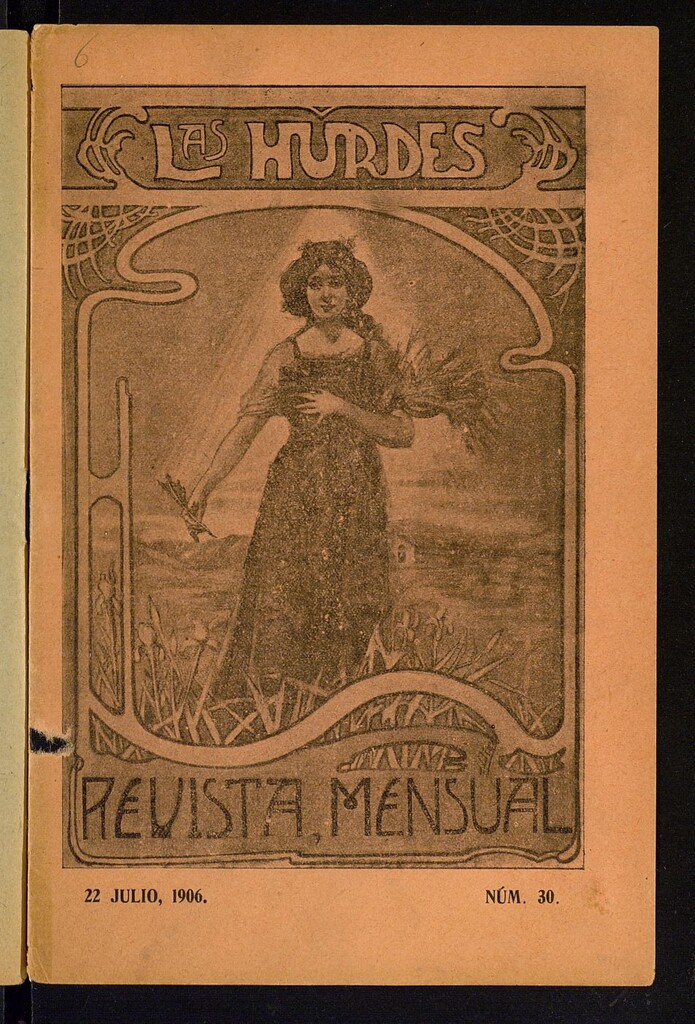 6
LAS HURDES
REVISTA, MENSUAL
22 JULIO, 1906.
NÚM. 30.